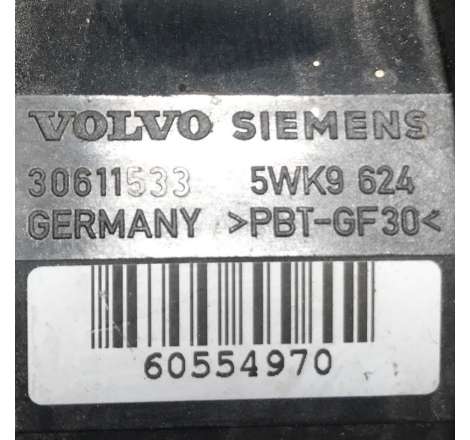 VOLVO SIEMENS
30611533 5WK9 624
GERMANY >PBT-GF30<
60554970